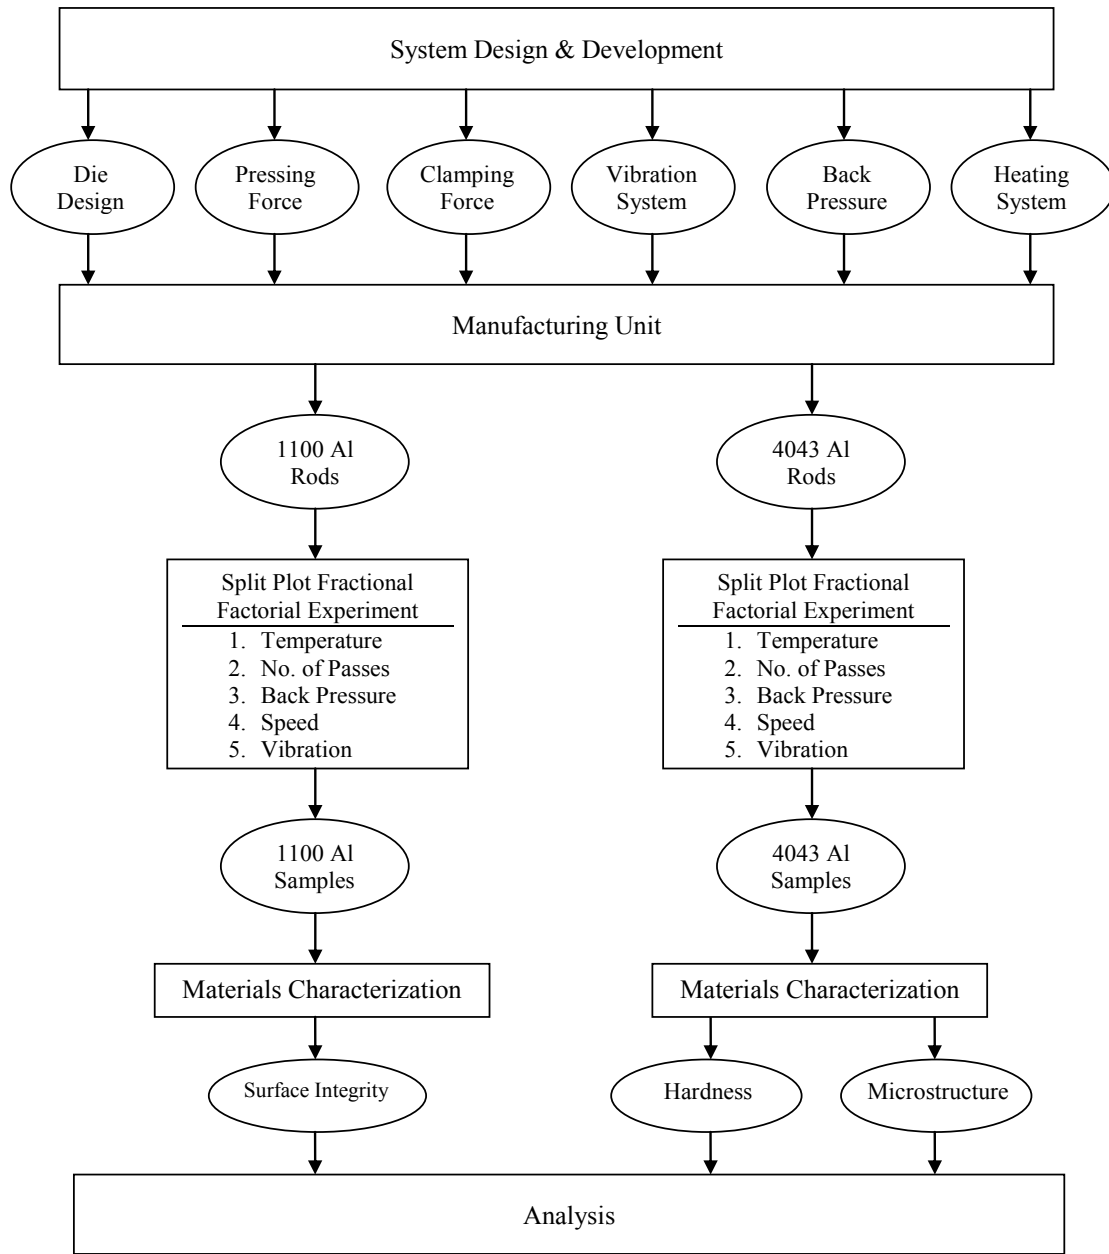 System Design & Development
Die
Design
Pressing
Force
Clamping
Force
Vibration
System
Back
Pressure
Heating
System
Manufacturing Unit
1100 Al
Rods
4043 Al
Rods
Split Plot Fractional
Factorial Experiment
1. Temperature
2. No. of Passes
3. Back Pressure
4. Speed
5. Vibration
Split Plot Fractional
Factorial Experiment
1. Temperature
2. No. of Passes
3. Back Pressure
4. Speed
5. Vibration
1100 Al
Samples
4043 Al
Samples
Materials Characterization
Materials Characterization
Surface Integrity
Hardness
Microstructure
Analysis